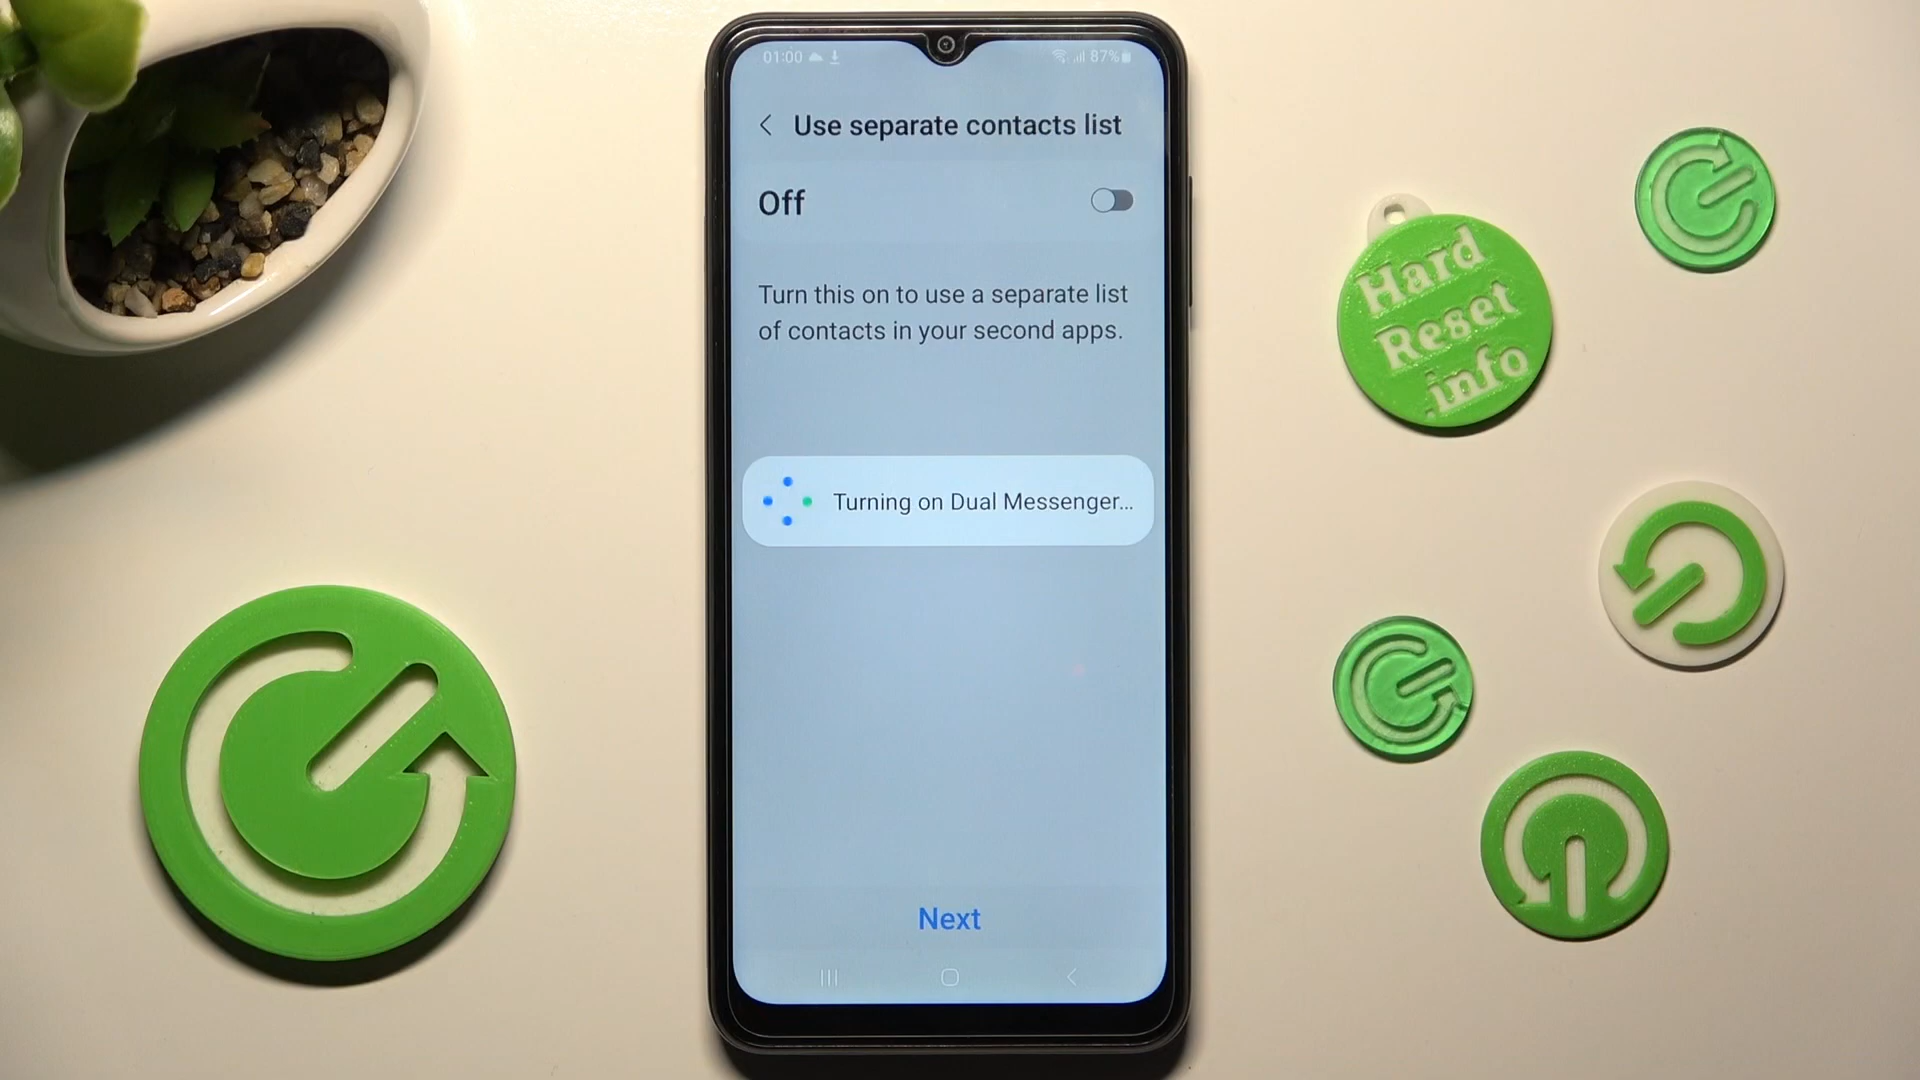 01:00
87%
Use separate contacts list
Off
Turn this on to use a separate list
of contacts in your second apps.
Turning on Dual Messenger...
Next
Hard
Reset
.info